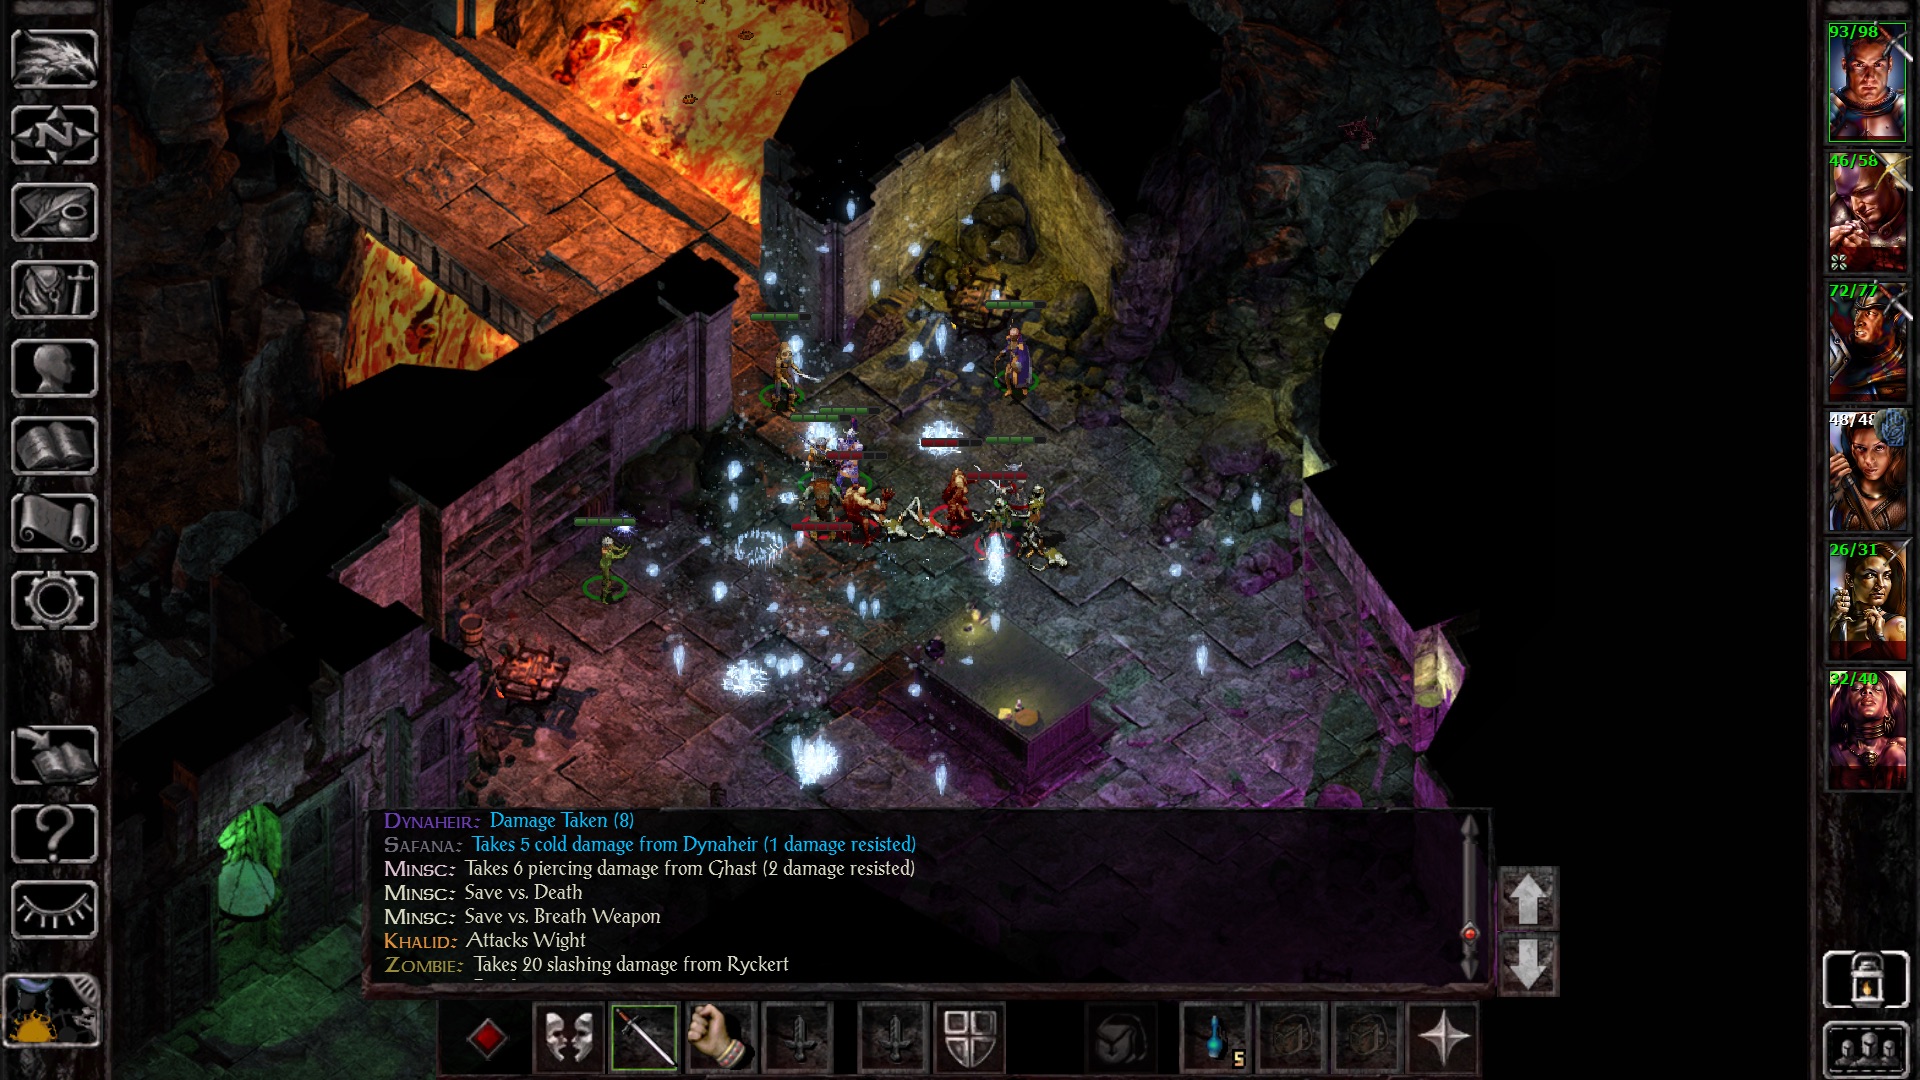 93/98
46/58
72/77
48/48
26/31
32/40
N
Dynaheir: Damage Taken (8)
Safana: Takes 5 cold damage from Dynaheir (1 damage resisted)
Minsc: Takes 6 piercing damage from Ghast (2 damage resisted)
Minsc: Save vs. Death
Minsc: Save vs. Breath Weapon
Khalid: Attacks Wight
Zombie: Takes 20 slashing damage from Ryckert
?
5